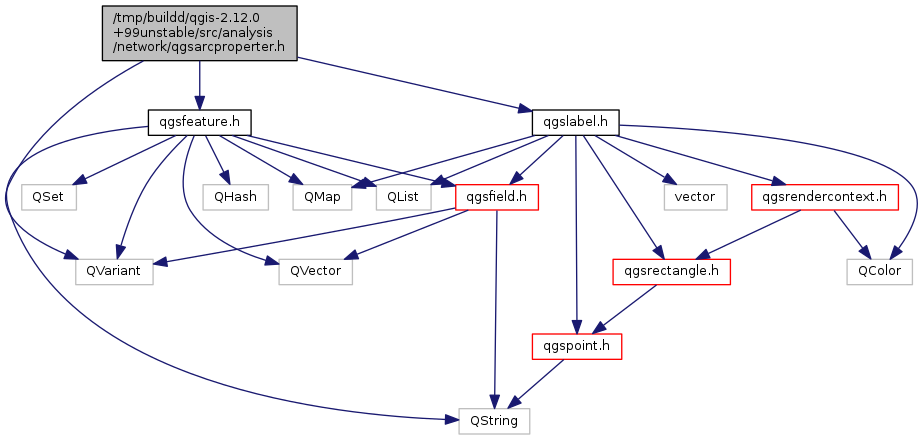 /tmp/buildd/qgis-2.12.0
+99unstable/src/analysis
/network/qgsarcproperter.h
qgsfeature.h
qgslabel.h
QSet
QHash
QMap
QList
qgsfield.h
vector
qgsrendercontext.h
QVariant
QVector
qgsrectangle.h
QColor
qgspoint.h
QString